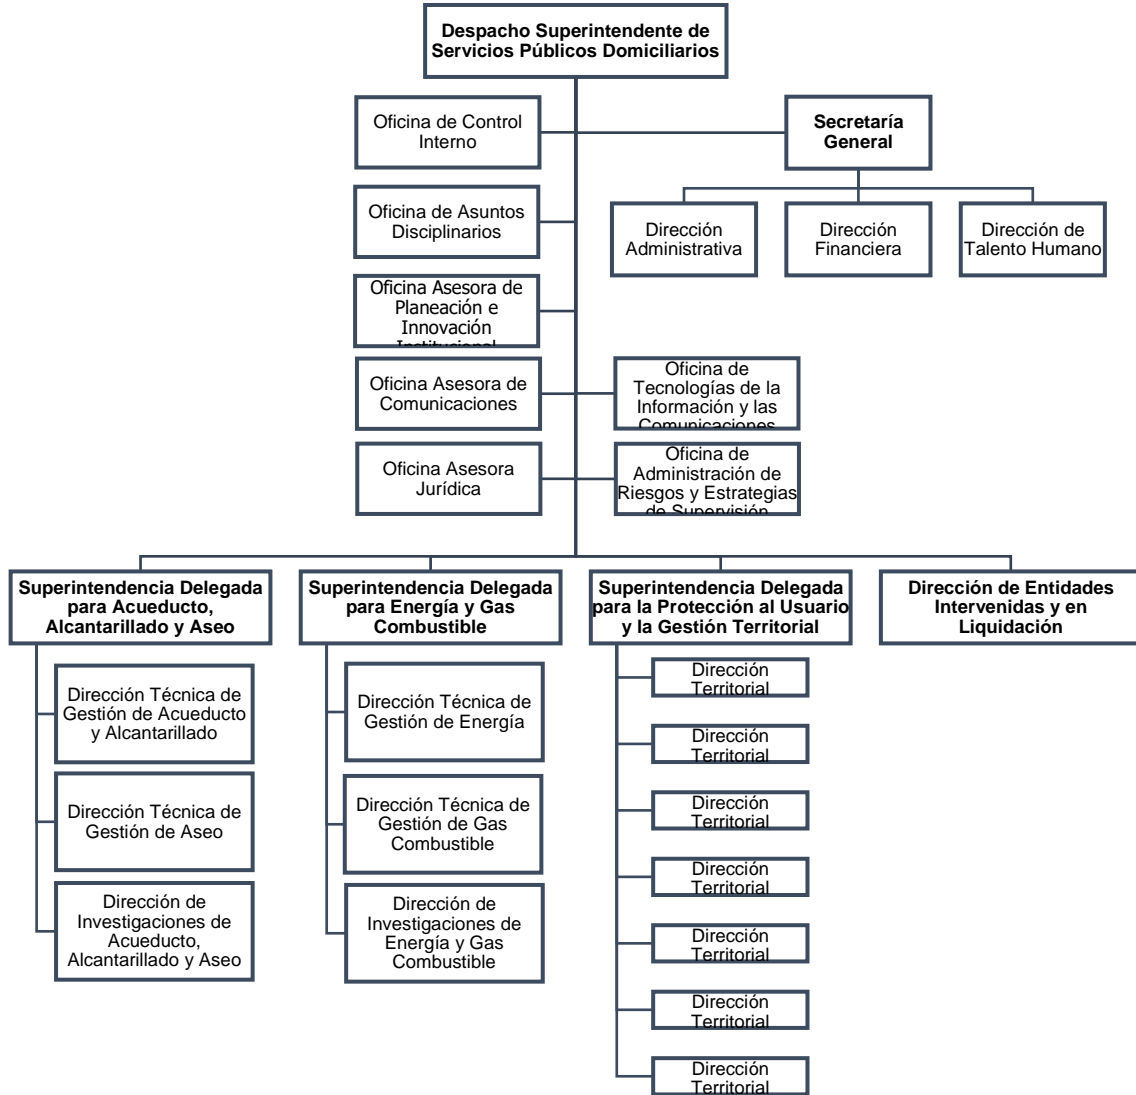 Despacho Superintendente de
Servicios Públicos Domiciliarios
Oficina de Control
Interno
Secretaría
General
Oficina de Asuntos
Disciplinarios
Dirección
Administrativa
Dirección
Financiera
Dirección de
Talento Humano
Oficina Asesora de
Planeación e
Innovación
Institucional
Oficina Asesora de
Comunicaciones
Oficina de
Tecnologías de la
Información y las
Comunicaciones
Oficina Asesora
Jurídica
Oficina de
Administración de
Riesgos y Estrategias
de Supervisión
Superintendencia Delegada
para Acueducto,
Alcantarillado y Aseo
Superintendencia Delegada
para Energía y Gas
Combustible
Superintendencia Delegada
para la Protección al Usuario
y la Gestión Territorial
Dirección de Entidades
Intervenidas y en
Liquidación
Dirección Técnica de
Gestión de Acueducto
y Alcantarillado
Dirección Técnica de
Gestión de Aseo
Dirección de
Investigaciones de
Acueducto,
Alcantarillado y Aseo
Dirección Técnica de
Gestión de Energía
Dirección Técnica de
Gestión de Gas
Combustible
Dirección de
Investigaciones de
Energía y Gas
Combustible
Dirección
Territorial
Dirección
Territorial
Dirección
Territorial
Dirección
Territorial
Dirección
Territorial
Dirección
Territorial
Dirección
Territorial